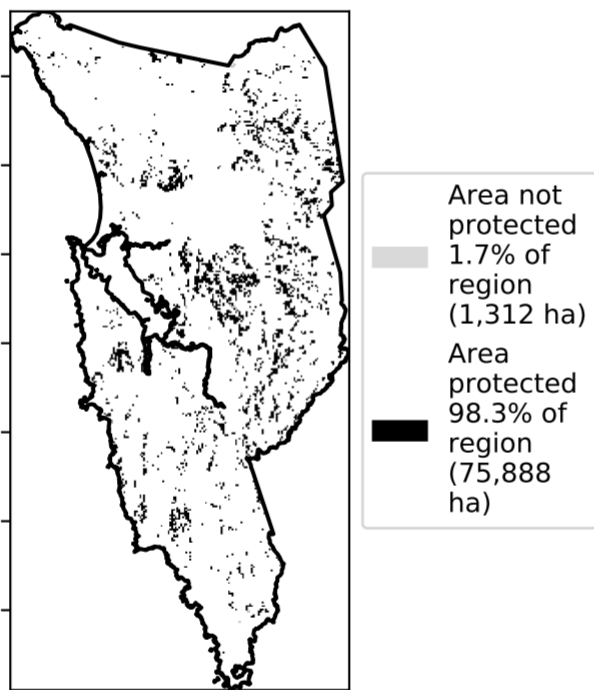 Area not
protected
1.7% of
region
(1,312 ha)
Area
protected
98.3% of
region
(75,888
ha)